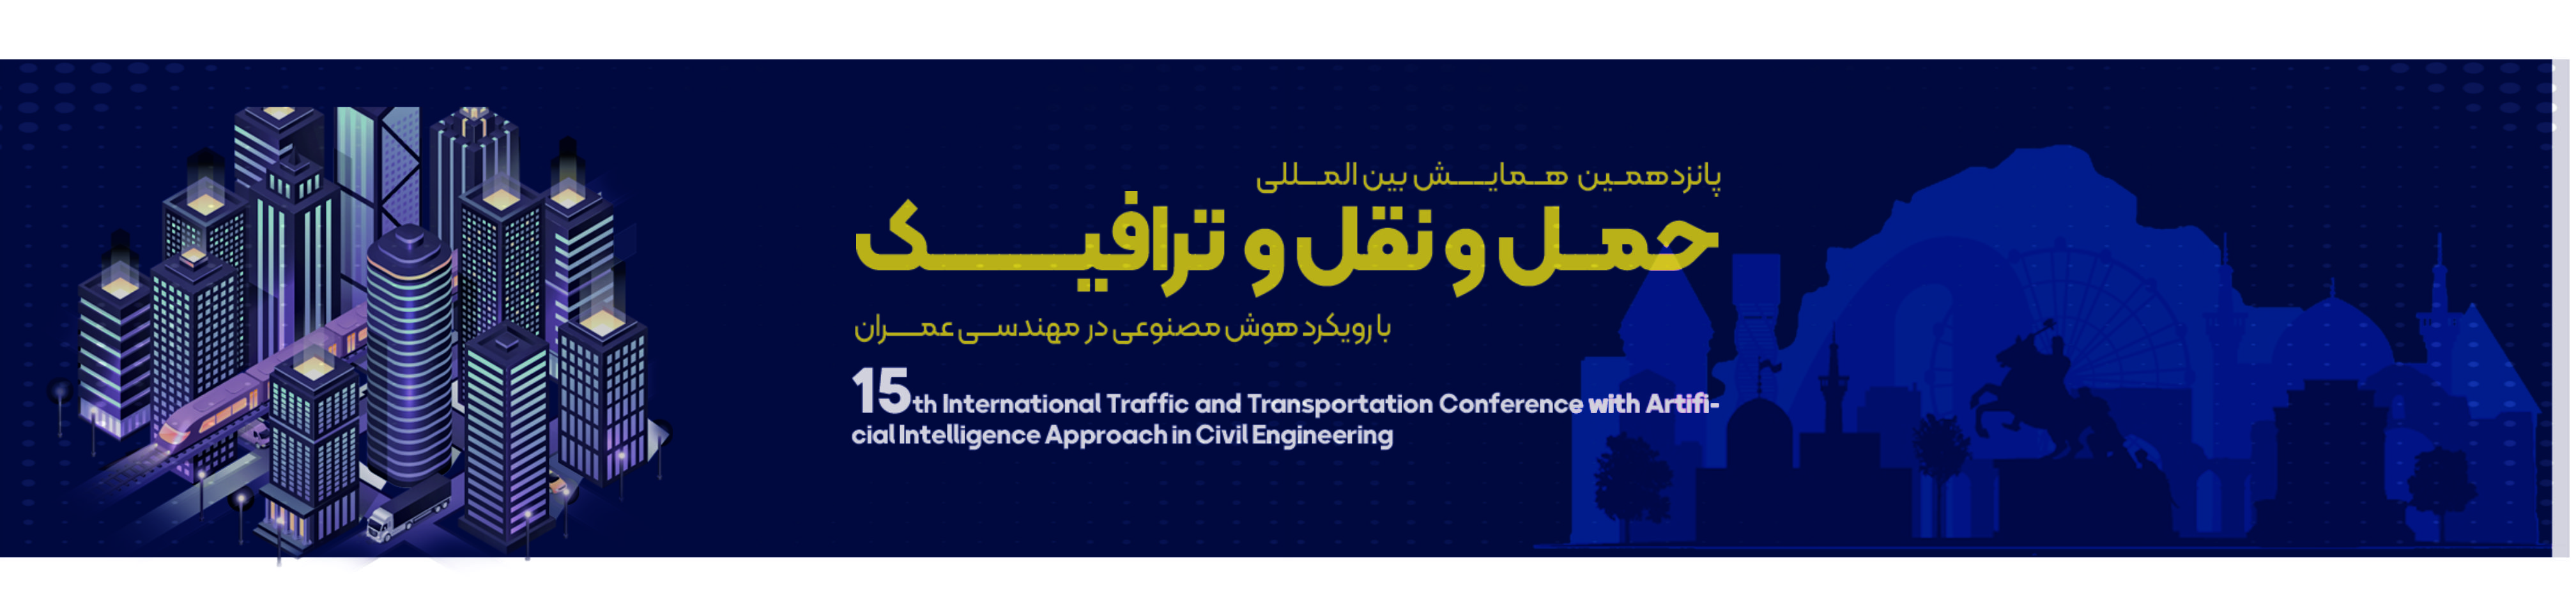 پانزدهمین همایش بین المللی
حمل و نقل و ترافیک
با رویکرد هوش مصنوعی در مهندسی عمران
15th International Traffic and Transportation Conference with Artifi-
cial Intelligence Approach in Civil Engineering